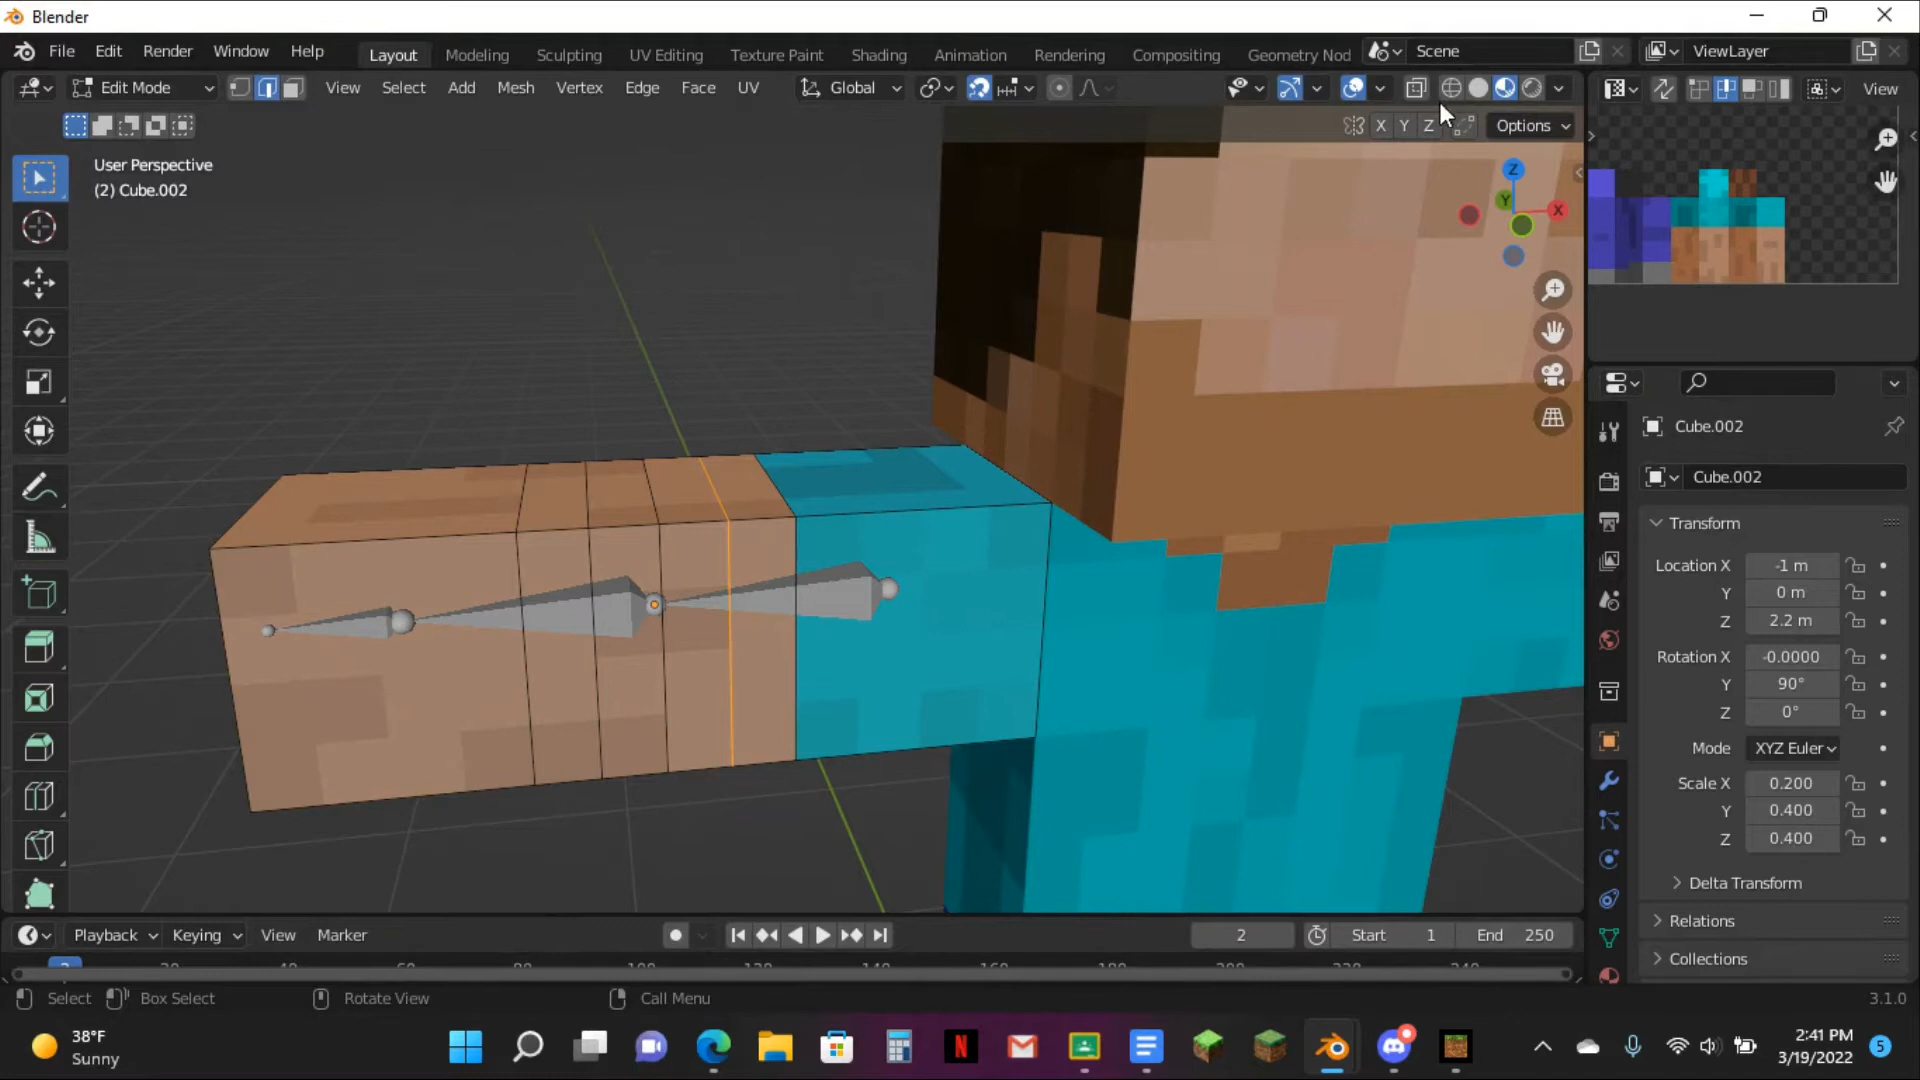 Blender
File Edit Render Window Help Layout Modeling Sculpting UV Editing Texture Paint Shading Animation Rendering Compositing Geometry Nod Scene ViewLayer
Edit Mode View Select Add Mesh Vertex Edge Face UV Global View
X Y Z Options
User Perspective
(2) Cube.002
Z
Y
X
Cube.002
Cube.002
Transform
Location X -1 m
Y 0 m
Z 2.2 m
Rotation X -0.0000
Y 90°
Z 0°
Mode XYZ Euler
Scale X 0.200
Y 0.400
Z 0.400
Delta Transform
Relations
Collections
Playback Keying View Marker 2 Start 1 End 250
Select Box Select Rotate View Call Menu 3.1.0
38°F
Sunny
N
2:41 PM
3/19/2022
5